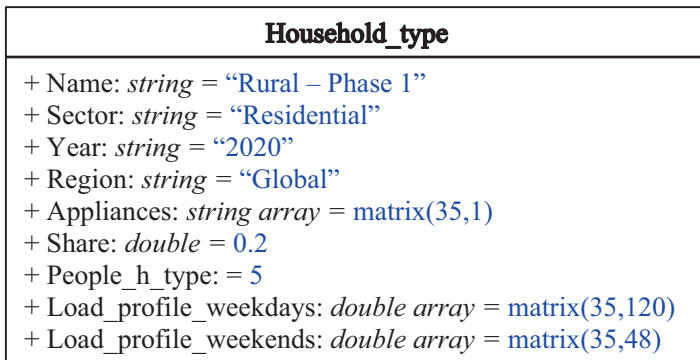 Household_type
+ Name: string = “Rural – Phase 1”
+ Sector: string = “Residential”
+ Year: string = “2020”
+ Region: string = “Global”
+ Appliances: string array = matrix(35,1)
+ Share: double = 0.2
+ People_h_type: = 5
+ Load_profile_weekdays: double array = matrix(35,120)
+ Load_profile_weekends: double array = matrix(35,48)